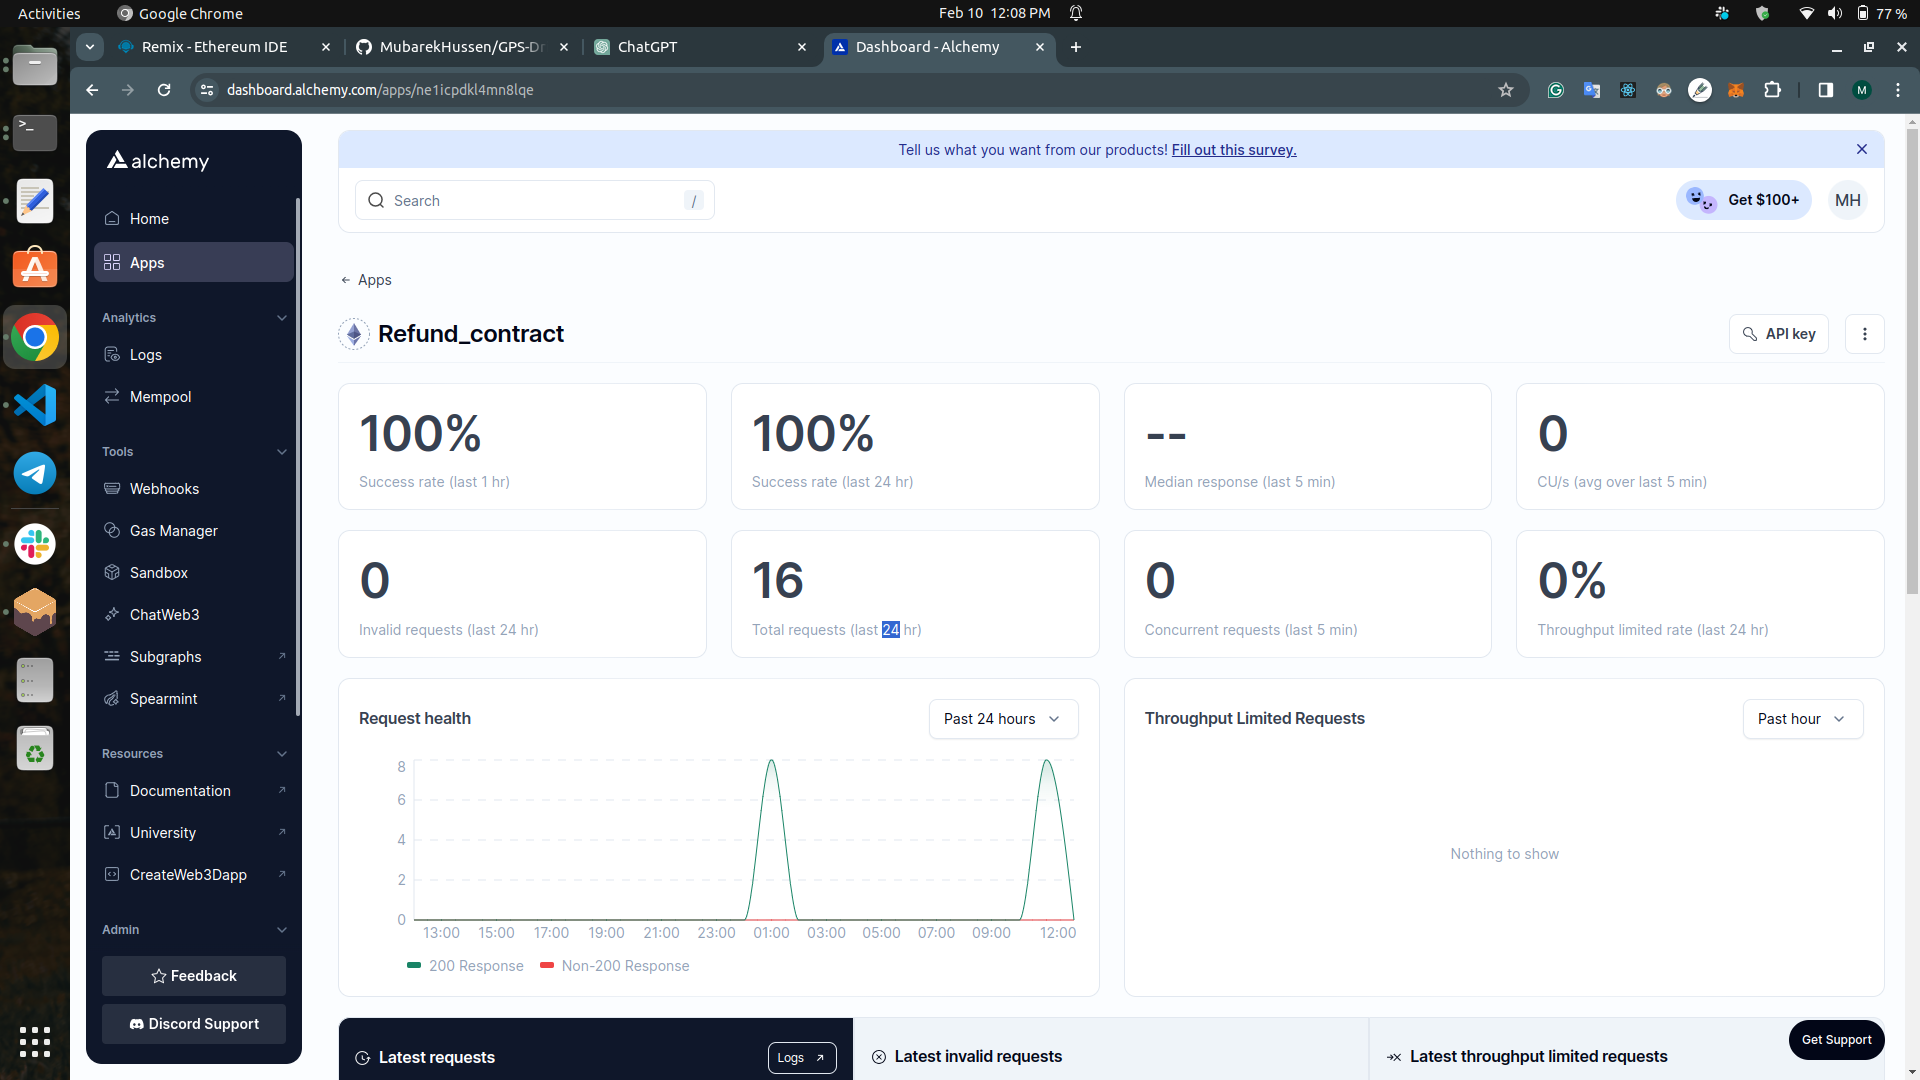 Activities
Google Chrome
Feb 10 12:08 PM
77 %
Remix - Ethereum IDE
MubarekHussen/GPS-Dr
ChatGPT
Dashboard - Alchemy
dashboard.alchemy.com/apps/ne1icpdkl4mn8lqe
M
alchemy
Home
Apps
Analytics
Logs
Mempool
Tools
Webhooks
Gas Manager
Sandbox
ChatWeb3
Subgraphs
Spearmint
Resources
Documentation
University
CreateWeb3Dapp
Admin
Feedback
Discord Support
Tell us what you want from our products! Fill out this survey.
Search
/
Get $100+
MH
Apps
Refund_contract
API key
100%
Success rate (last 1 hr)
100%
Success rate (last 24 hr)
--
Median response (last 5 min)
0
CU/s (avg over last 5 min)
0
Invalid requests (last 24 hr)
16
Total requests (last 24 hr)
0
Concurrent requests (last 5 min)
0%
Throughput limited rate (last 24 hr)
Request health
Past 24 hours
8
6
4
2
0
13:00 15:00 17:00 19:00 21:00 23:00 01:00 03:00 05:00 07:00 09:00 12:00
200 Response
Non-200 Response
Throughput Limited Requests
Past hour
Nothing to show
Latest requests
Logs
Latest invalid requests
Latest throughput limited requests
Get Support